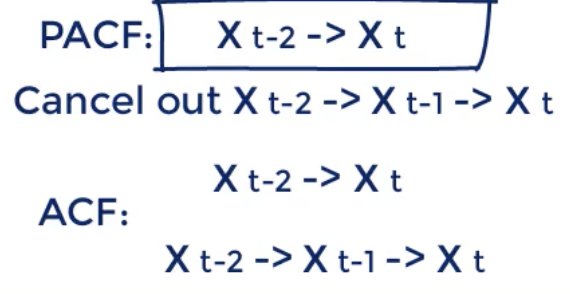 PACF: X t-2 -> X t
Cancel out X t-2 -> X t-1 -> X t
X t-2 -> X t
ACF:
X t-2 -> X t-1 -> X t